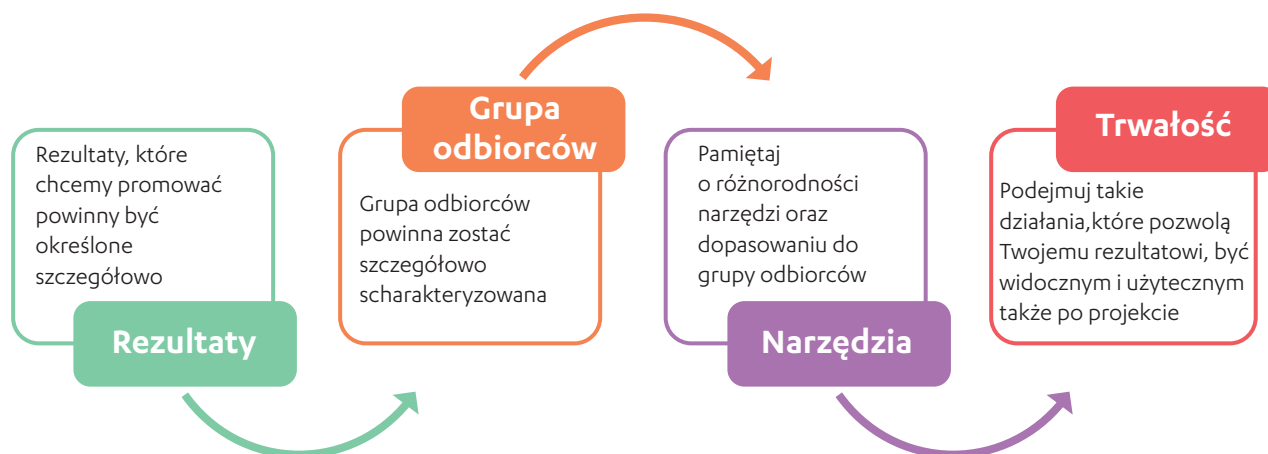 Rezultaty, które
chcemy promować
powinny być
określone
szczegółowo
Rezultaty
Grupa
odbiorców
Grupa odbiorców
powinna zostać
szczegółowo
scharakteryzowana
Pamiętaj
o różnorodności
narzędzi oraz
dopasowaniu do
grupy odbiorców
Narzędzia
Trwałość
Podejmuj takie
działania,które pozwolą
Twojemu rezultatowi, być
widocznym i użytecznym
także po projekcie